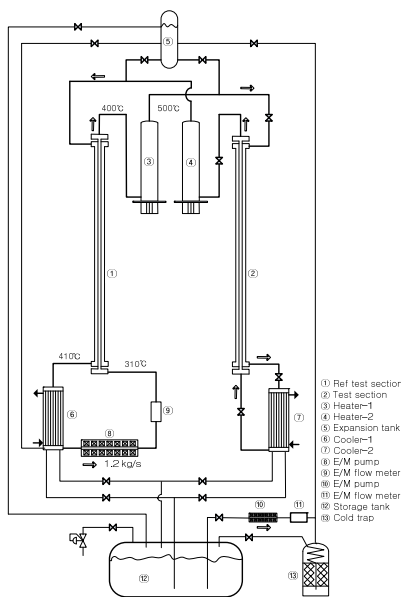 ⑤
400℃
500℃
③
④
①
②
410℃
310℃
⑥
⑨
⑦
⑧
1.2 kg/s
⑩
⑪
⑫
⑬
① Ref test section
② Test section
③ Heater-1
④ Heater-2
⑤ Expansion tank
⑥ Cooler-1
⑦ Cooler-2
⑧ E/M pump
⑨ E/M flow meter
⑩ E/M pump
⑪ E/M flow meter
⑫ Storage tank
⑬ Cold trap